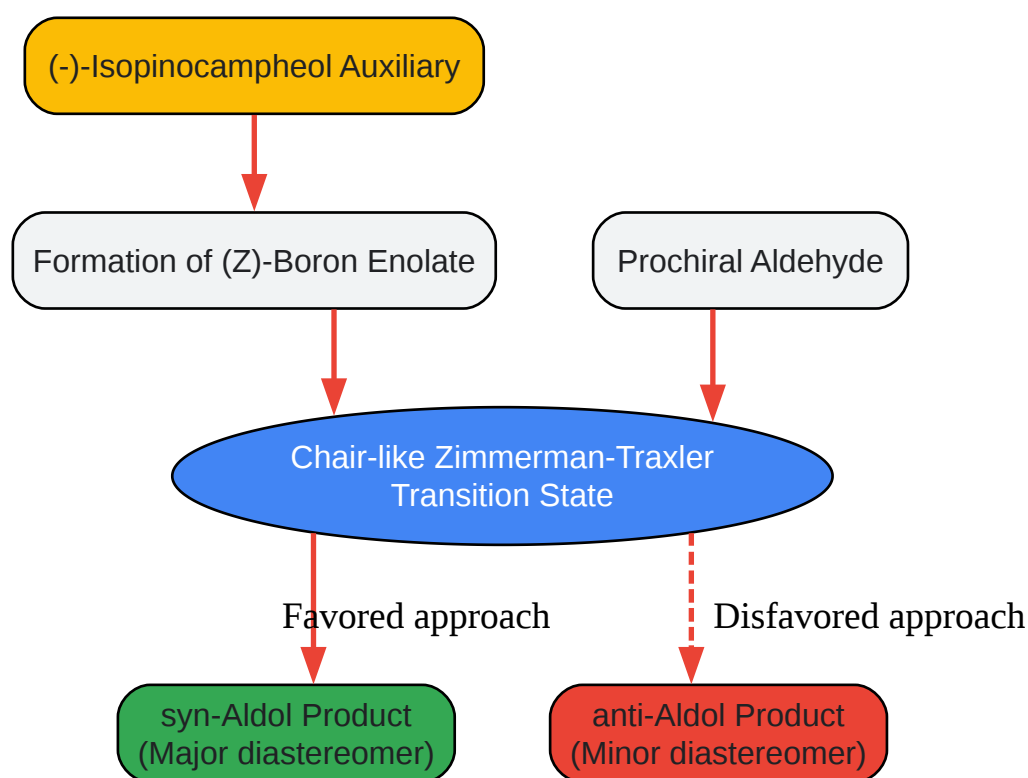 (-)-Isopinocampheol Auxiliary
Formation of (Z)-Boron Enolate
Prochiral Aldehyde
Chair-like Zimmerman-Traxler
Transition State
Favored approach
Disfavored approach
syn-Aldol Product
(Major diastereomer)
anti-Aldol Product
(Minor diastereomer)